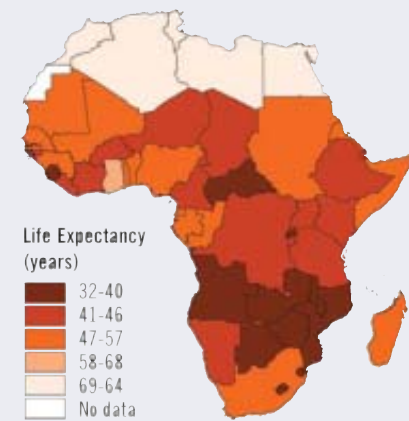 Life Expectancy
(years)
32-40
41-46
47-57
58-68
69-64
No data